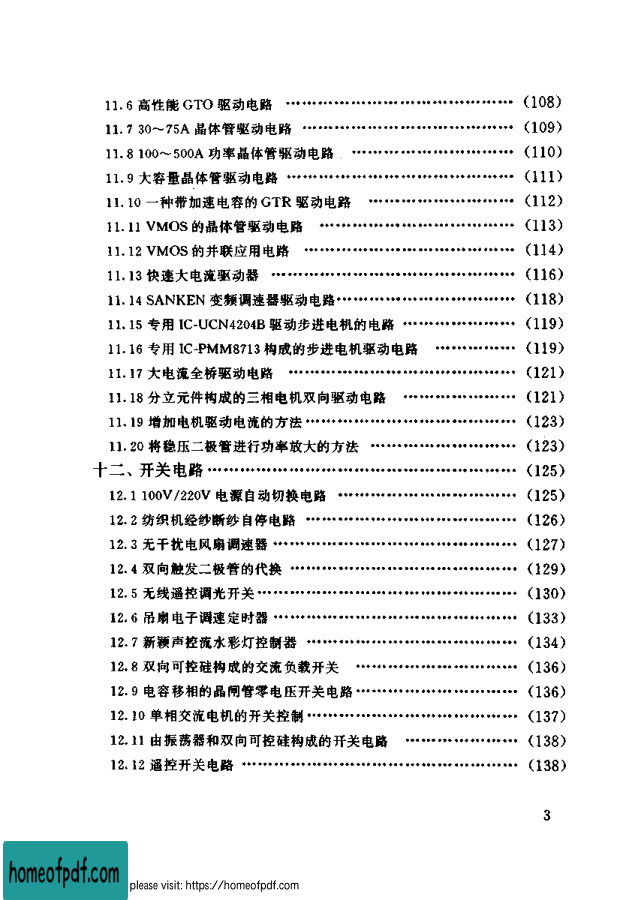 11.6 高性能 GTO 驱动电路 ……………………………………… (108)
11.7 30～75A 晶体管驱动电路 …………………………………… (109)
11.8 100～500A 功率晶体管驱动电路 ………………………… (110)
11.9 大容量晶体管驱动电路 ……………………………………… (111)
11.10 一种带加速电容的 GTR 驱动电路 ……………………… (112)
11.11 VMOS 的晶体管驱动电路 ………………………………… (113)
11.12 VMOS 的并联应用电路 …………………………………… (114)
11.13 快速大电流驱动器 ………………………………………… (116)
11.14 SANKEN 变频调速器驱动电路 …………………………… (118)
11.15 专用 IC-UCN4204B 驱动步进电机的电路 ……………… (119)
11.16 专用 IC-PMM8713 构成的步进电机驱动电路 ………… (119)
11.17 大电流全桥驱动电路 ……………………………………… (121)
11.18 分立元件构成的三相电机双向驱动电路 ……………… (121)
11.19 增加电机驱动电流的方法 ………………………………… (123)
11.20 将稳压二极管进行功率放大的方法 …………………… (123)
十二、开关电路 …………………………………………………… (125)
12.1 100V/220V 电源自动切换电路 …………………………… (125)
12.2 纺织机经纱断纱自停电路 ………………………………… (126)
12.3 无干扰电风扇调速器 ……………………………………… (127)
12.4 双向触发二极管的代换 …………………………………… (129)
12.5 无线遥控调光开关 ………………………………………… (130)
12.6 吊扇电子调速定时器 ……………………………………… (133)
12.7 新颖声控流水彩灯控制器 ………………………………… (134)
12.8 双向可控硅构成的交流负载开关 ………………………… (136)
12.9 电容移相的晶闸管零电压开关电路 ……………………… (136)
12.10 单相交流电机的开关控制 ………………………………… (137)
12.11 由振荡器和双向可控硅构成的开关电路 ……………… (138)
12.12 遥控开关电路 ……………………………………………… (138)
3
homeofpdf.com
please visit: https://homeofpdf.com